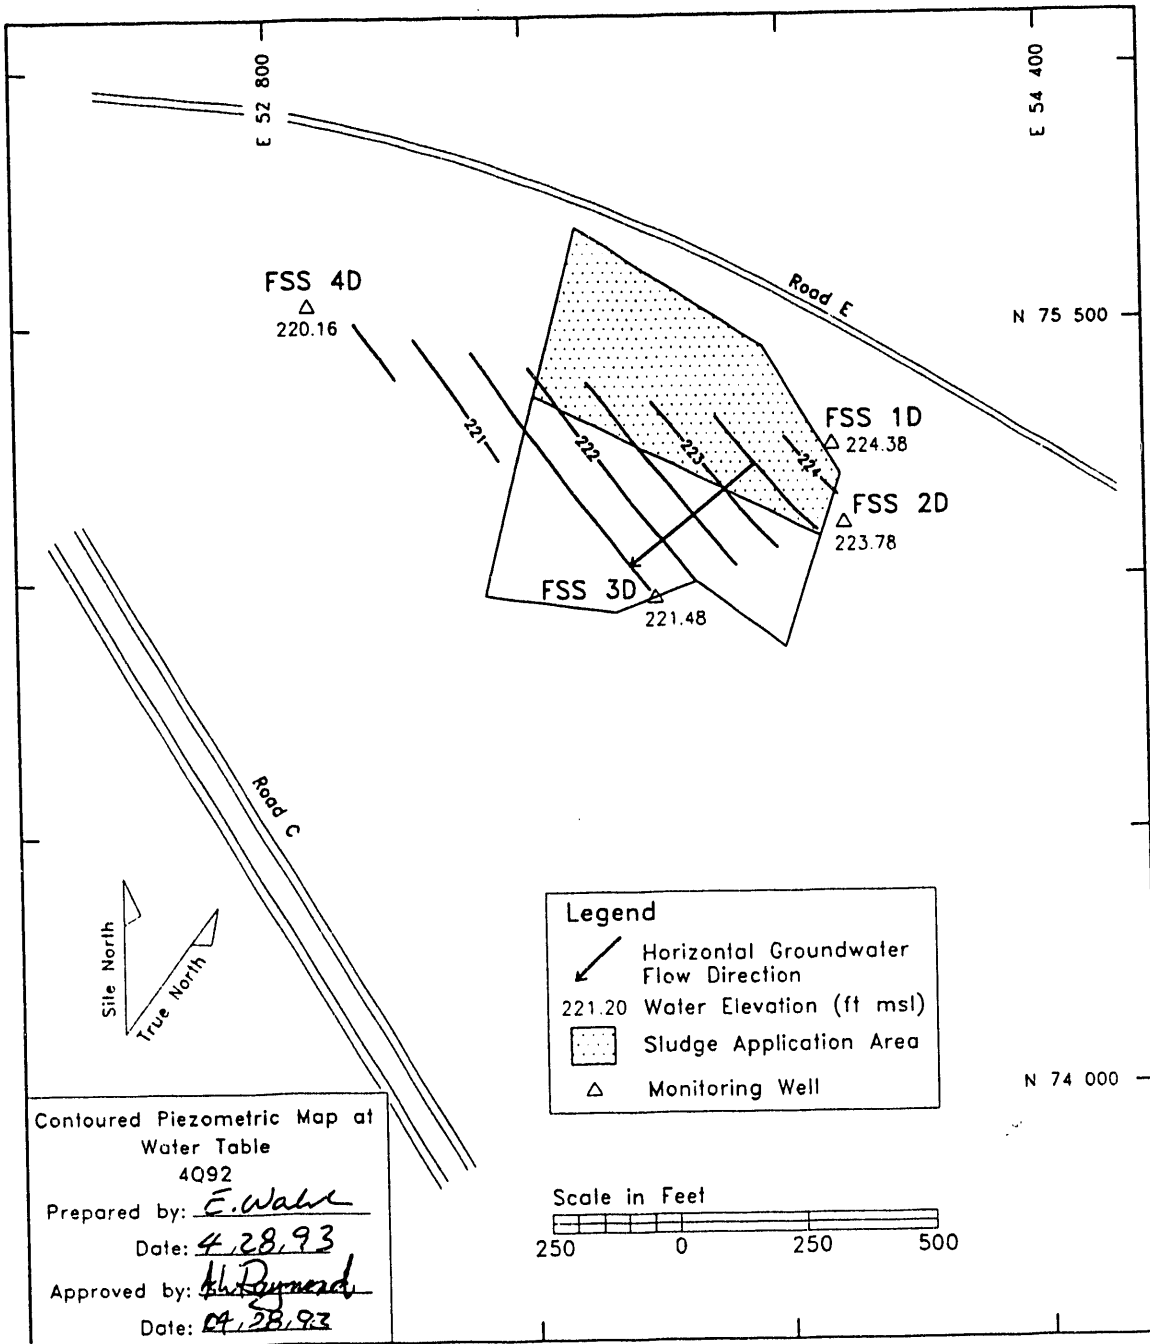 E 52 800
E 54 400
Road E
FSS 4D
220.16
N 75 500
FSS 1D
224.38
221
222
223
224
FSS 2D
223.78
FSS 3D
221.48
Road C
Site North
True North
Legend
Horizontal Groundwater
Flow Direction
221.20 Water Elevation (ft msl)
Sludge Application Area
Monitoring Well
N 74 000
Contoured Piezometric Map at
Water Table
4Q92
Prepared by: E.
Date: 4,28,93
Approved by:
Date: 04,28,93
Scale in Feet
250 0 250 500